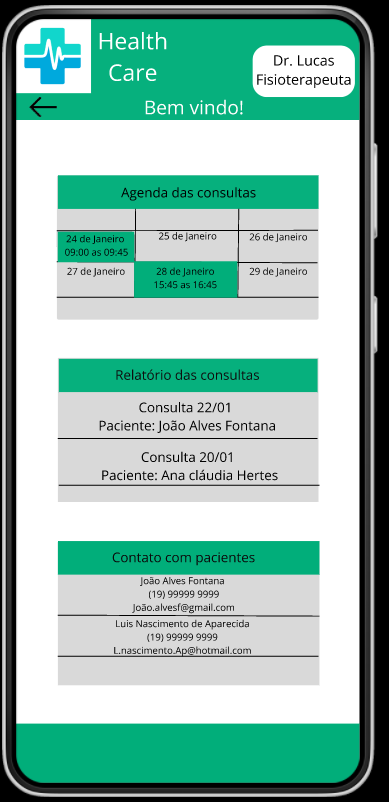 Health
Care
Dr. Lucas
Fisioterapeuta
Bem vindo!
Agenda das consultas
24 de Janeiro
09:00 as 09:45
25 de Janeiro
26 de Janeiro
27 de Janeiro
28 de Janeiro
15:45 as 16:45
29 de Janeiro
Relatório das consultas
Consulta 22/01
Paciente: João Alves Fontana
Consulta 20/01
Paciente: Ana cláudia Hertes
Contato com pacientes
João Alves Fontana
(19) 99999 9999
João.alvesf@gmail.com
Luis Nascimento de Aparecida
(19) 99999 9999
L.nascimento.Ap@hotmail.com